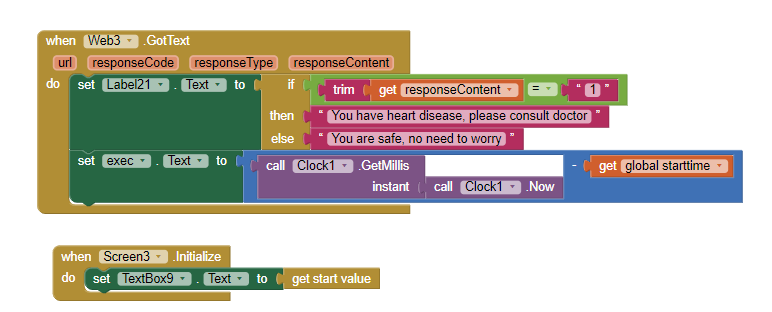 when Web3 .GotText
url responseCode responseType responseContent
do set Label21 . Text to if trim get responseContent = " 1 "
then " You have heart disease, please consult doctor "
else " You are safe, no need to worry "
set exec . Text to call Clock1 .GetMillis - get global starttime
instant call Clock1 .Now
when Screen3 .Initialize
do set TextBox9 . Text to get start value